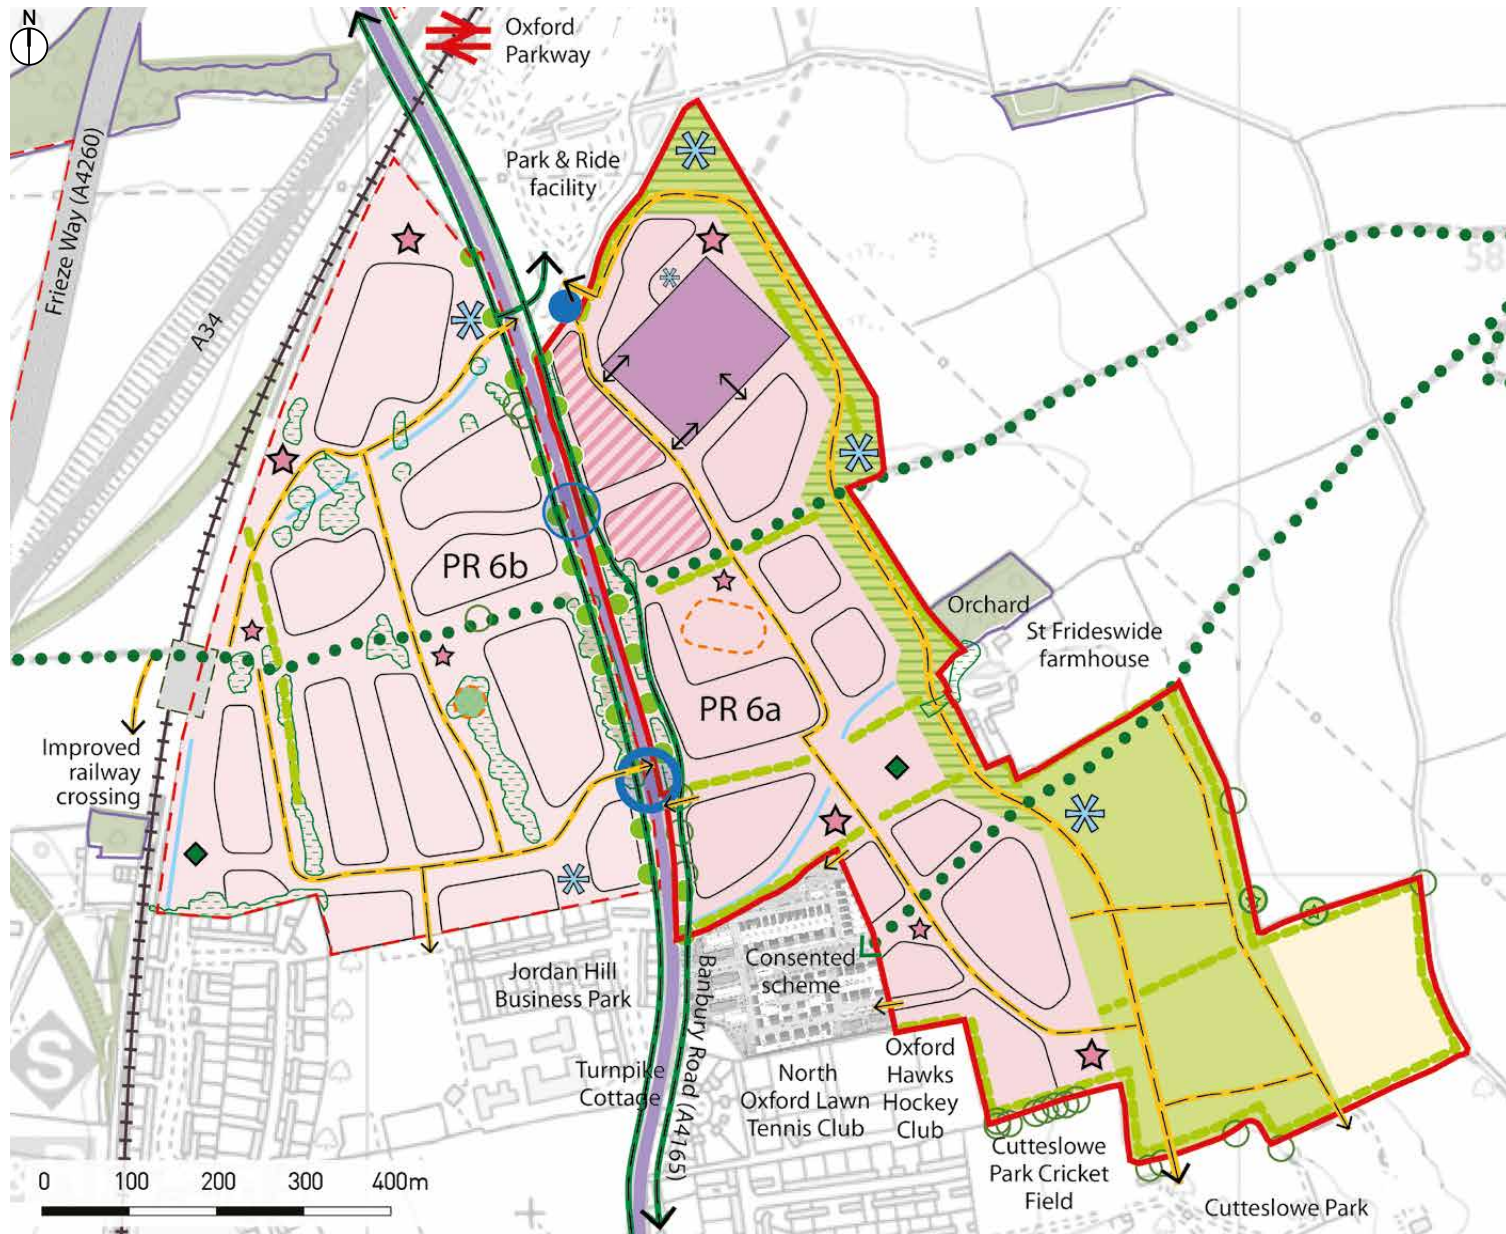 N
Oxford
Parkway
Frieze Way (A4260)
A34
Park & Ride
facility
58
PR 6b
Orchard
St Frideswide
farmhouse
PR 6a
Improved
railway
crossing
Jordan Hill
Business Park
Banbury Road (A4165)
Consented
scheme
Turnpike
Cottage
North
Oxford Lawn
Tennis Club
Oxford
Hawks
Hockey
Club
Cutteslowe
Park Cricket
Field
Cutteslowe Park
S
0 100 200 300 400m